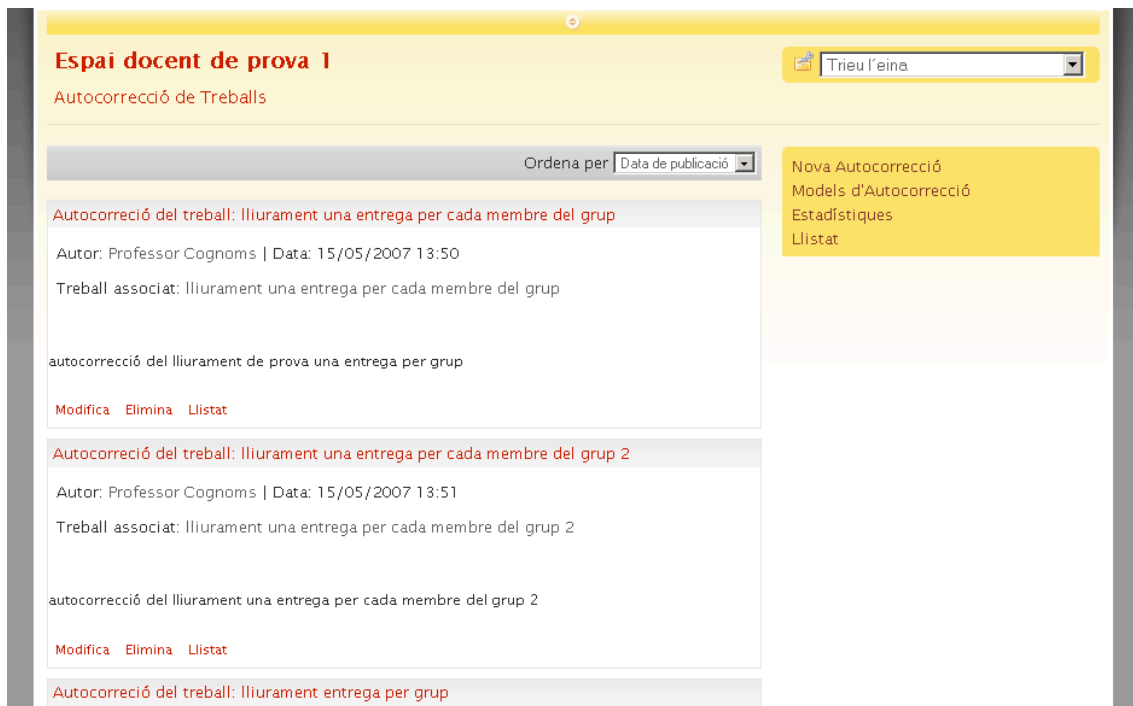 Espai docent de prova 1
Trieu l´eina
Autocorrecció de Treballs
Ordena per Data de publicació
Nova Autocorrecció
Models d'Autocorrecció
Estadístiques
Llistat
Autocorreció del treball: lliurament una entrega per cada membre del grup
Autor: Professor Cognoms | Data: 15/05/2007 13:50
Treball associat: lliurament una entrega per cada membre del grup
autocorrecció del lliurament de prova una entrega per grup
Modifica Elimina Llistat
Autocorreció del treball: lliurament una entrega per cada membre del grup 2
Autor: Professor Cognoms | Data: 15/05/2007 13:51
Treball associat: lliurament una entrega per cada membre del grup 2
autocorrecció del lliurament una entrega per cada membre del grup 2
Modifica Elimina Llistat
Autocorreció del treball: lliurament entrega per grup